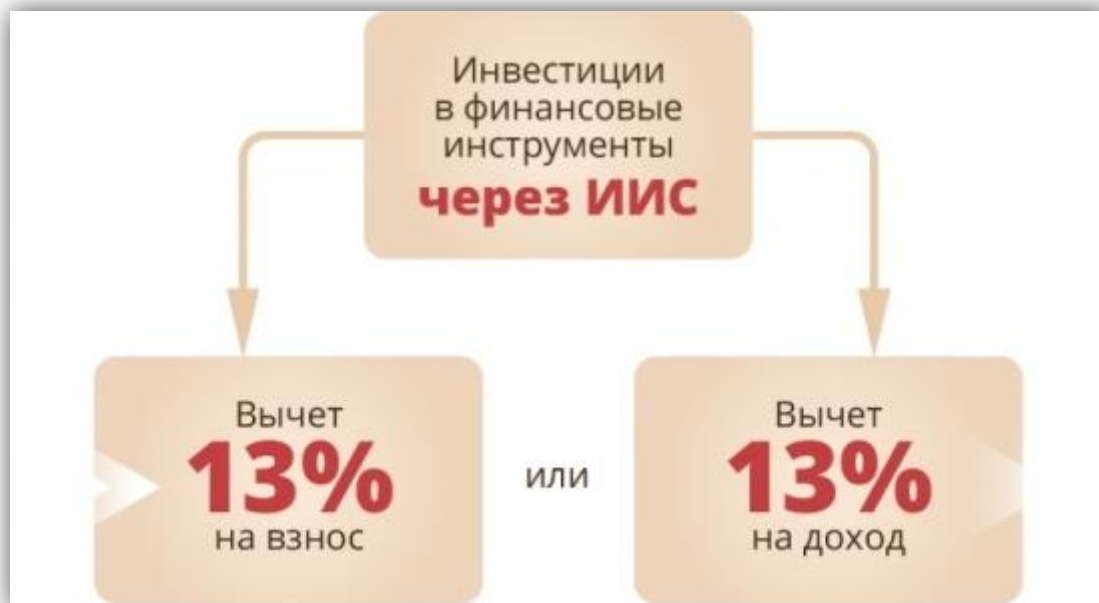 Инвестиции
в финансовые
инструменты
через ИИС
Вычет
13%
на взнос
или
Вычет
13%
на доход